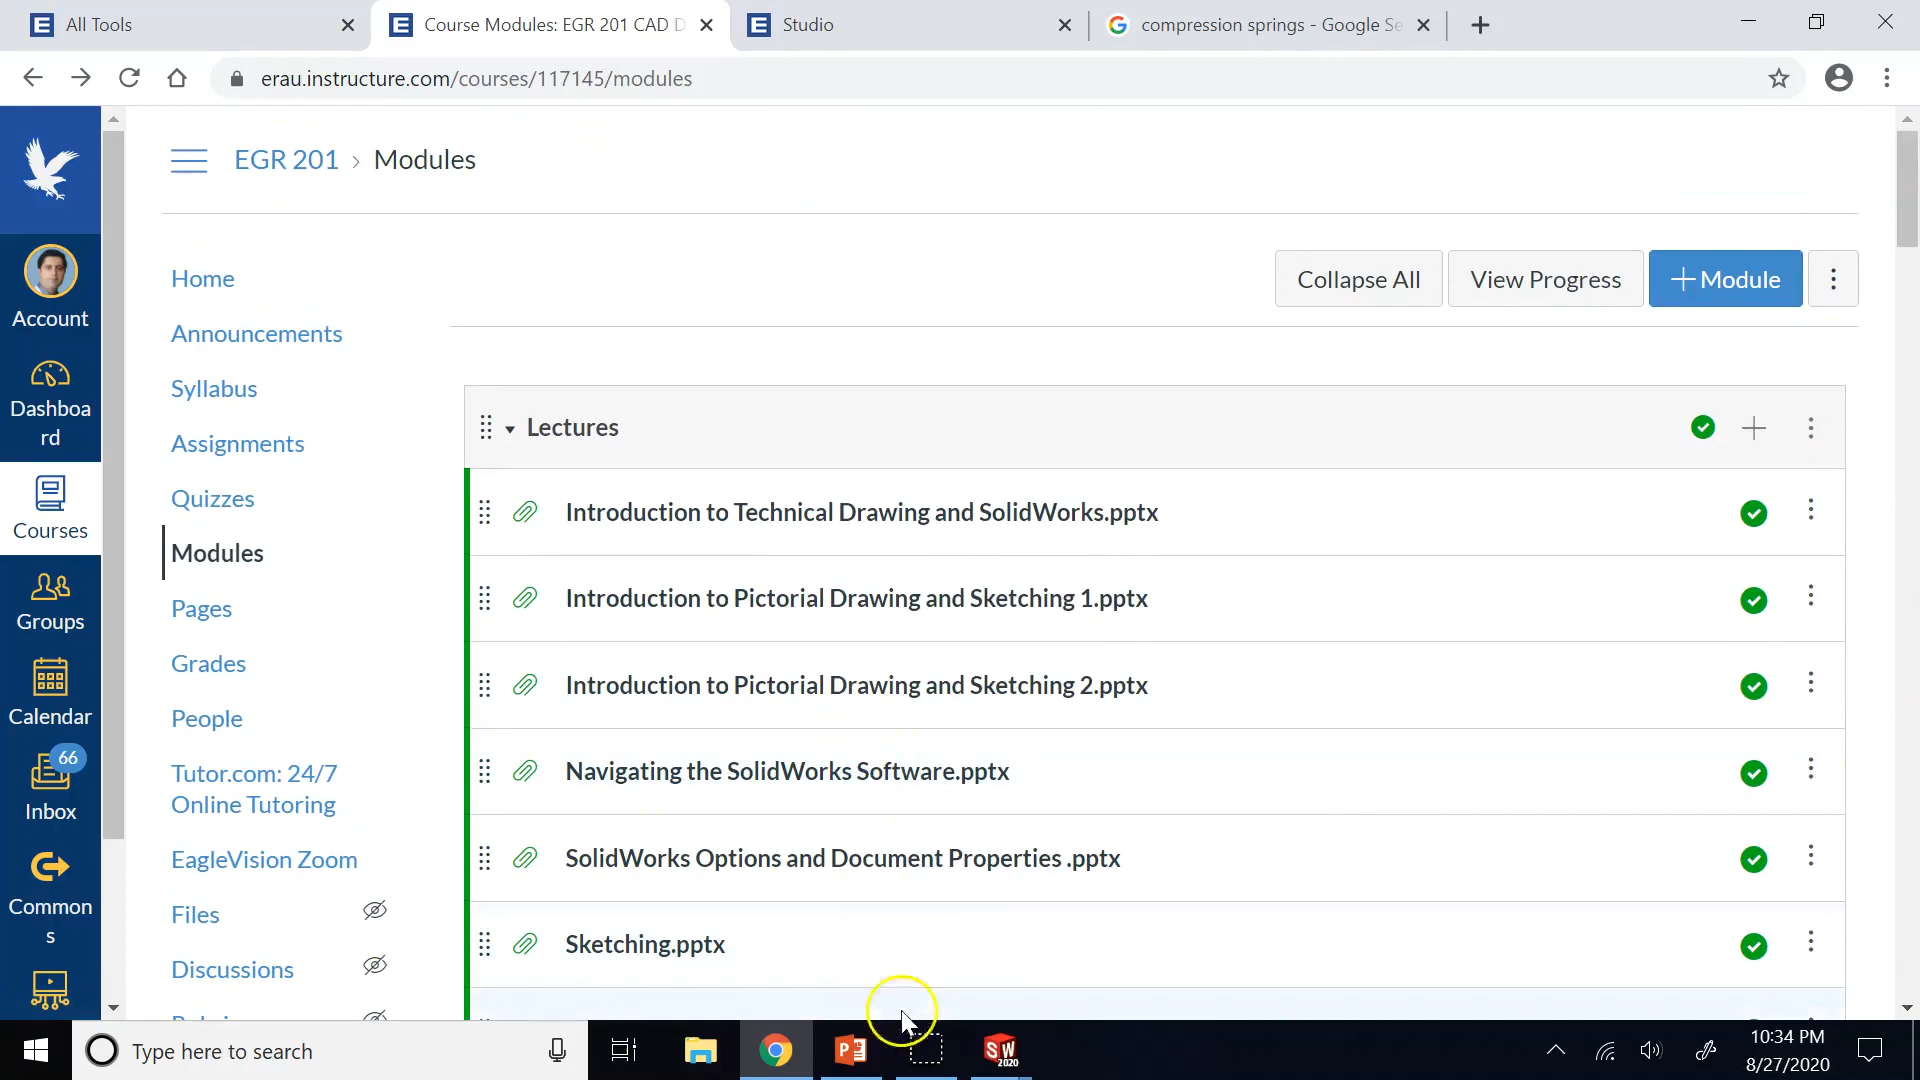 All Tools
Course Modules: EGR 201 CAD D
Studio
compression springs - Google Se
erau.instructure.com/courses/117145/modules
EGR 201 › Modules
Account
Dashboa
rd
Courses
Groups
Calendar
66
Inbox
Common
s
Home
Announcements
Syllabus
Assignments
Quizzes
Modules
Pages
Grades
People
Tutor.com: 24/7
Online Tutoring
EagleVision Zoom
Files
Discussions
Collapse All
View Progress
+ Module
Lectures
Introduction to Technical Drawing and SolidWorks.pptx
Introduction to Pictorial Drawing and Sketching 1.pptx
Introduction to Pictorial Drawing and Sketching 2.pptx
Navigating the SolidWorks Software.pptx
SolidWorks Options and Document Properties .pptx
Sketching.pptx
Type here to search
SW
2020
10:34 PM
8/27/2020